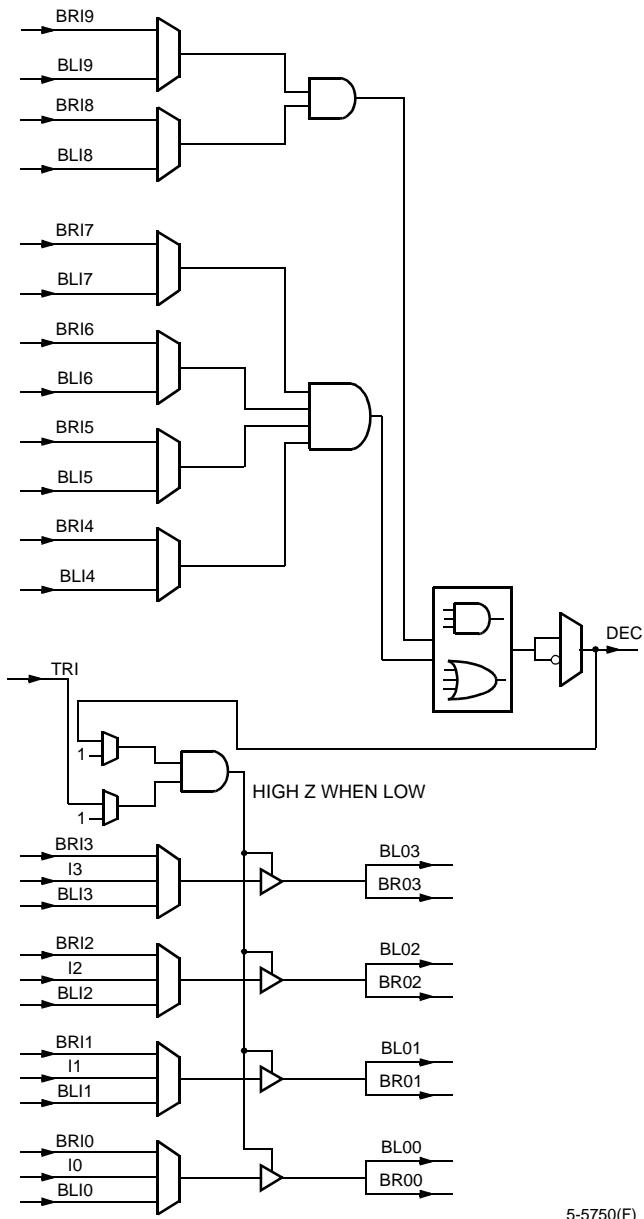 BRI9
BLI9
BRI8
BLI8
BRI7
BLI7
BRI6
BLI6
BRI5
BLI5
BRI4
BLI4
DEC
TRI
1
1
HIGH Z WHEN LOW
BRI3
I3
BLI3
BL03
BR03
BRI2
I2
BLI2
BL02
BR02
BRI1
I1
BLI1
BL01
BR01
BRI0
I0
BLI0
BL00
BR00
5-5750(F)